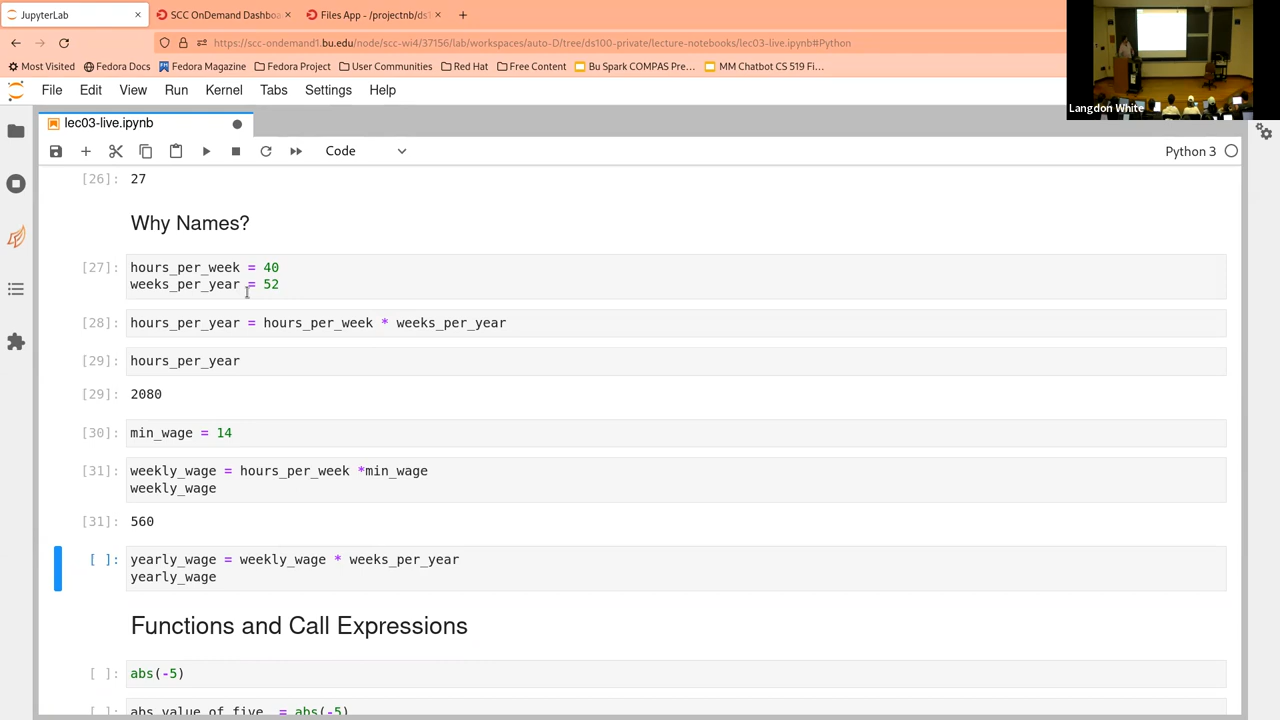 JupyterLab
SCC OnDemand Dashboa
Files App - /projectnb/ds1
https://scc-ondemand1.bu.edu/node/scc-wi4/37156/lab/workspaces/auto-D/tree/ds100-private/lecture-notebooks/lec03-live.ipynb#Python
Most Visited
Fedora Docs
Fedora Magazine
Fedora Project
User Communities
Red Hat
Free Content
Bu Spark COMPAS Pre...
MM Chatbot CS 519 Fi...
Langdon White
File Edit View Run Kernel Tabs Settings Help
lec03-live.ipynb
Code
Python 3
[26]: 27
Why Names?
[27]: hours_per_week = 40
weeks_per_year = 52
[28]: hours_per_year = hours_per_week * weeks_per_year
[29]: hours_per_year
[29]: 2080
[30]: min_wage = 14
[31]: weekly_wage = hours_per_week *min_wage
weekly_wage
[31]: 560
[ ]: yearly_wage = weekly_wage * weeks_per_year
yearly_wage
Functions and Call Expressions
[ ]: abs(-5)
[ ]: abs_value_of_five = abs(-5)